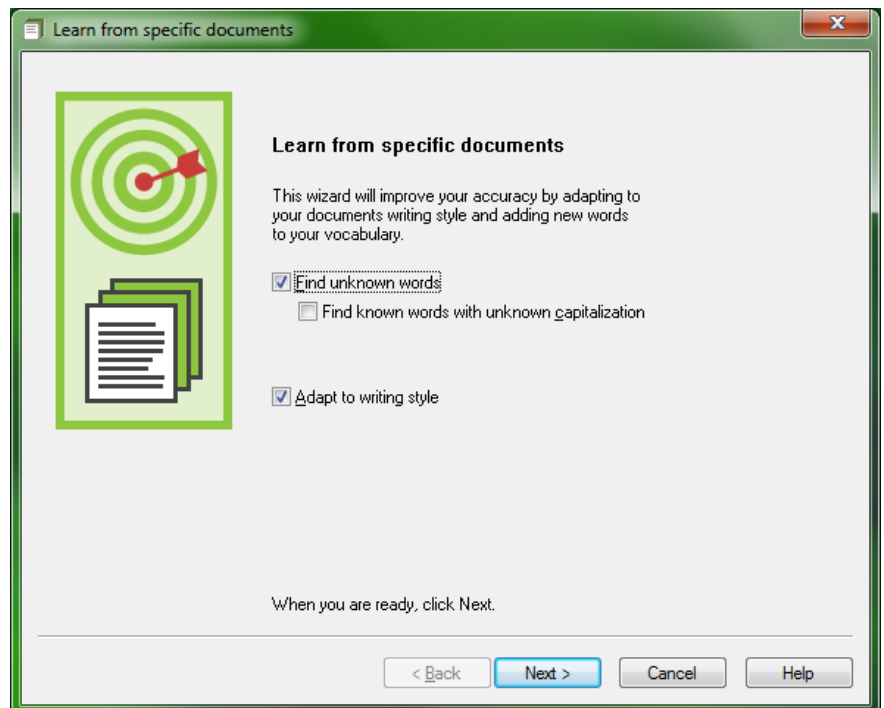 Learn from specific documents
Learn from specific documents
This wizard will improve your accuracy by adapting to
your documents writing style and adding new words
to your vocabulary.
Find unknown words
Find known words with unknown capitalization
Adapt to writing style
When you are ready, click Next.
< Back Next > Cancel Help